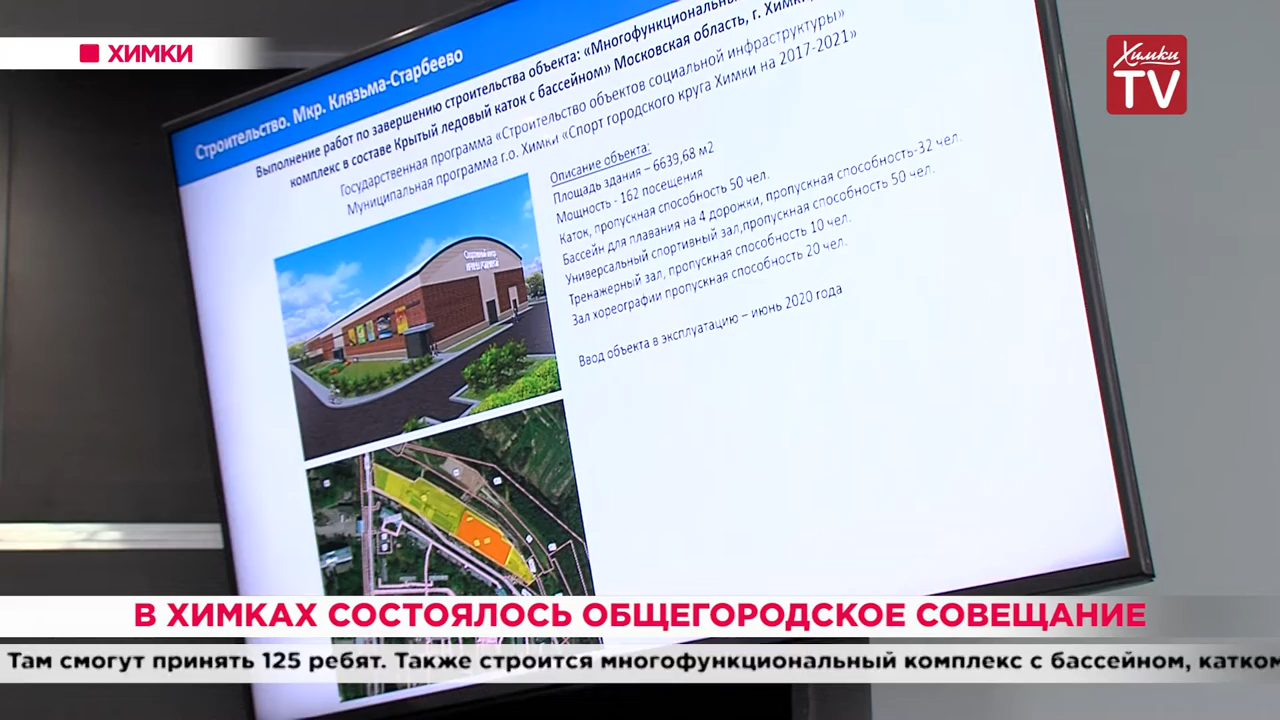 ХИМКИ
Химки
TV
Строительство. Мкр. Клязьма-Старбеево
Выполнение работ по завершению строительства объекта: «Многофункциональный
комплекс в составе Крытый ледовый каток с бассейном» Московская область, г. Химки,
Государственная программа «Строительство объектов социальной инфраструктуры»
Муниципальная программа г.о. Химки «Спорт городского округа Химки на 2017-2021»
Описание объекта:
Площадь здания – 6639,68 м2
Мощность - 162 посещения
Каток, пропускная способность 50 чел.
Бассейн для плавания на 4 дорожки, пропускная способность-32 чел.
Универсальный спортивный зал,пропускная способность 50 чел.
Тренажерный зал, пропускная способность 10 чел.
Зал хореографии пропускная способность 20 чел.
Ввод объекта в эксплуатацию – июнь 2020 года
В ХИМКАХ СОСТОЯЛОСЬ ОБЩЕГОРОДСКОЕ СОВЕЩАНИЕ
Там смогут принять 125 ребят. Также строится многофункциональный комплекс с бассейном, катком